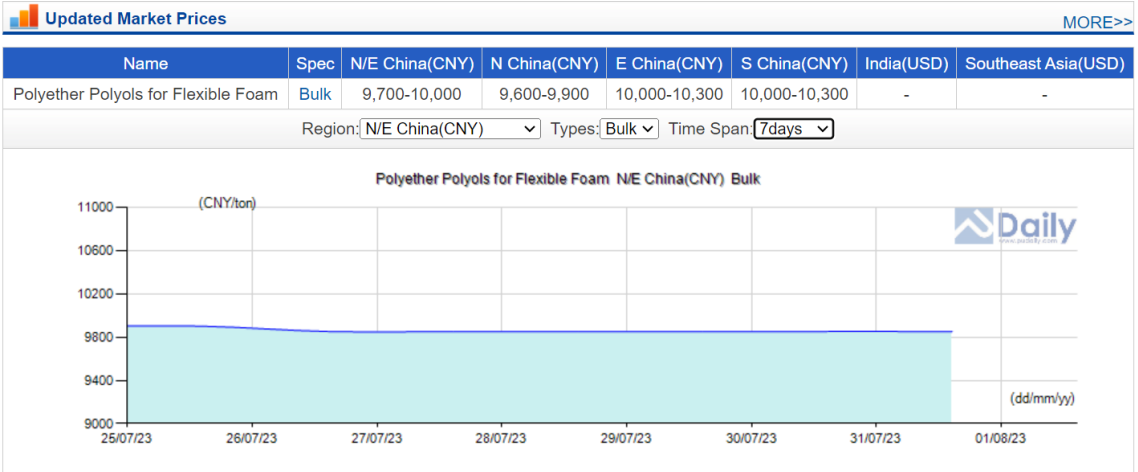 Updated Market Prices
MORE>>
Name Spec N/E China(CNY) N China(CNY) E China(CNY) S China(CNY) India(USD) Southeast Asia(USD)
Polyether Polyols for Flexible Foam Bulk 9,700-10,000 9,600-9,900 10,000-10,300 10,000-10,300 - -
Region: N/E China(CNY) Types: Bulk Time Span: 7days
Polyether Polyols for Flexible Foam N/E China(CNY) Bulk
(CNY/ton)
11000
Daily
www.pudaily.com
10600
10200
9800
9400
(dd/mm/yy)
9000
25/07/23 26/07/23 27/07/23 28/07/23 29/07/23 30/07/23 31/07/23 01/08/23